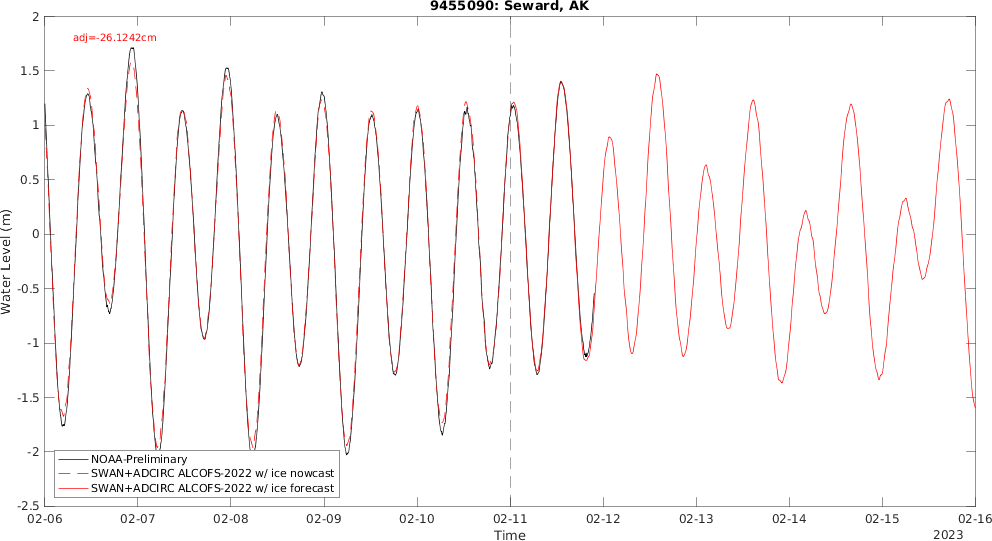 9455090: Seward, AK
adj=-26.1242cm
Water Level (m)
2
1.5
1
0.5
0
-0.5
-1
-1.5
-2
-2.5
NOAA-Preliminary
SWAN+ADCIRC ALCOFS-2022 w/ ice nowcast
SWAN+ADCIRC ALCOFS-2022 w/ ice forecast
02-06 02-07 02-08 02-09 02-10 02-11 02-12 02-13 02-14 02-15 02-16
Time
2023